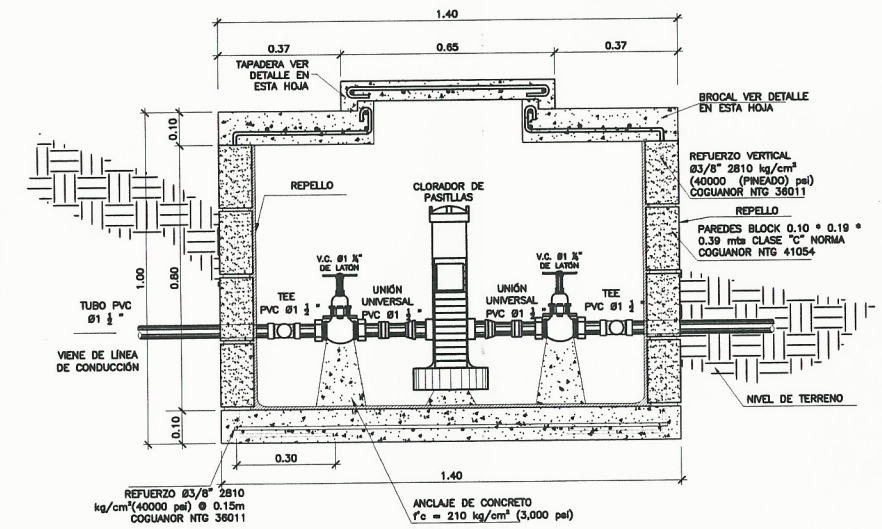 1.40
0.37
0.65
0.37
TAPADERA VER
DETALLE EN
ESTA HOJA
BROCAL VER DETALLE
EN ESTA HOJA
0.10
REFUERZO VERTICAL
Ø3/8" 2810 kg/cm²
(40000 (PINEADO) psi)
COGUANOR NTG 36011
REPELLO
CLORADOR DE
PASITLLAS
REPELLO
PAREDES BLOCK 0.10 * 0.19 *
0.39 mts CLASE "C" NORMA
COGUANOR NTG 41054
1.00
0.80
V.C. Ø1 ½"
DE LATÓN
V.C. Ø1 ½"
DE LATÓN
TUBO PVC
Ø1 ½ "
TEE
PVC Ø1 ½ "
UNIÓN
UNIVERSAL
PVC Ø1 ½ "
UNIÓN
UNIVERSAL
PVC Ø1 ½ "
TEE
PVC Ø1 ½ "
VIENE DE LÍNEA
DE CONDUCCIÓN
NIVEL DE TERRENO
0.10
0.30
1.40
REFUERZO Ø3/8" 2810
kg/cm²(40000 psi) @ 0.15m
COGUANOR NTG 36011
ANCLAJE DE CONCRETO
f'c = 210 kg/cm² (3,000 psi)